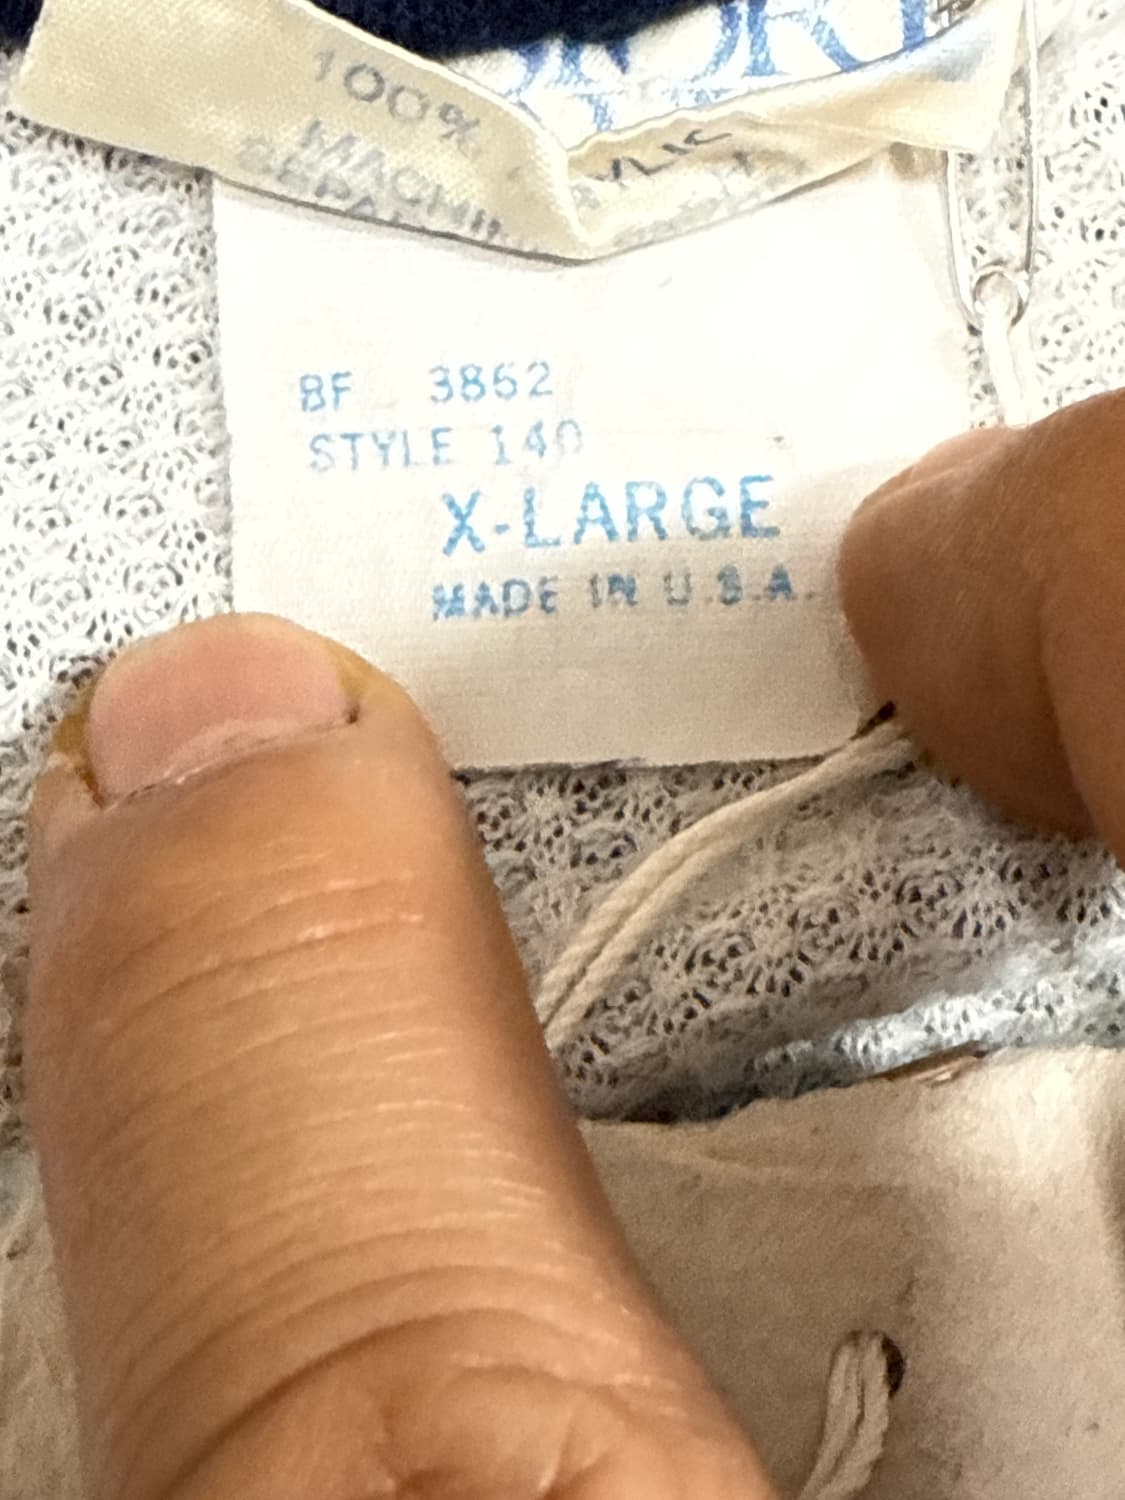 100%
MACHINE
BF 3862
STYLE 140
X-LARGE
MADE IN U.S.A.